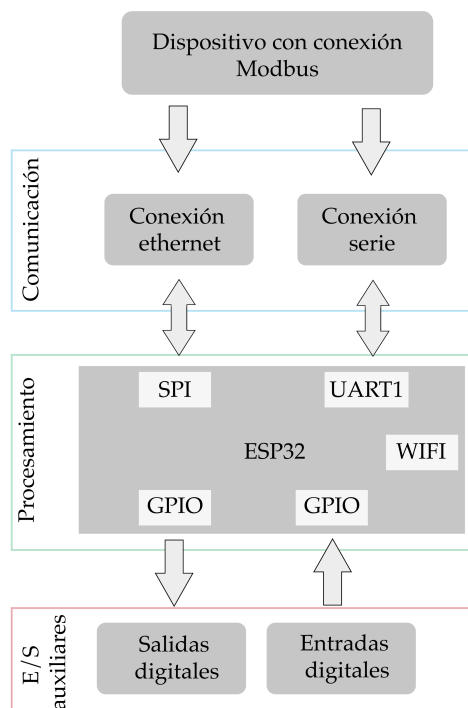 Dispositivo con conexión
Modbus
Comunicación
Conexión
ethernet
Conexión
serie
Procesamiento
SPI
UART1
ESP32
WIFI
GPIO
GPIO
E/S
auxiliares
Salidas
digitales
Entradas
digitales